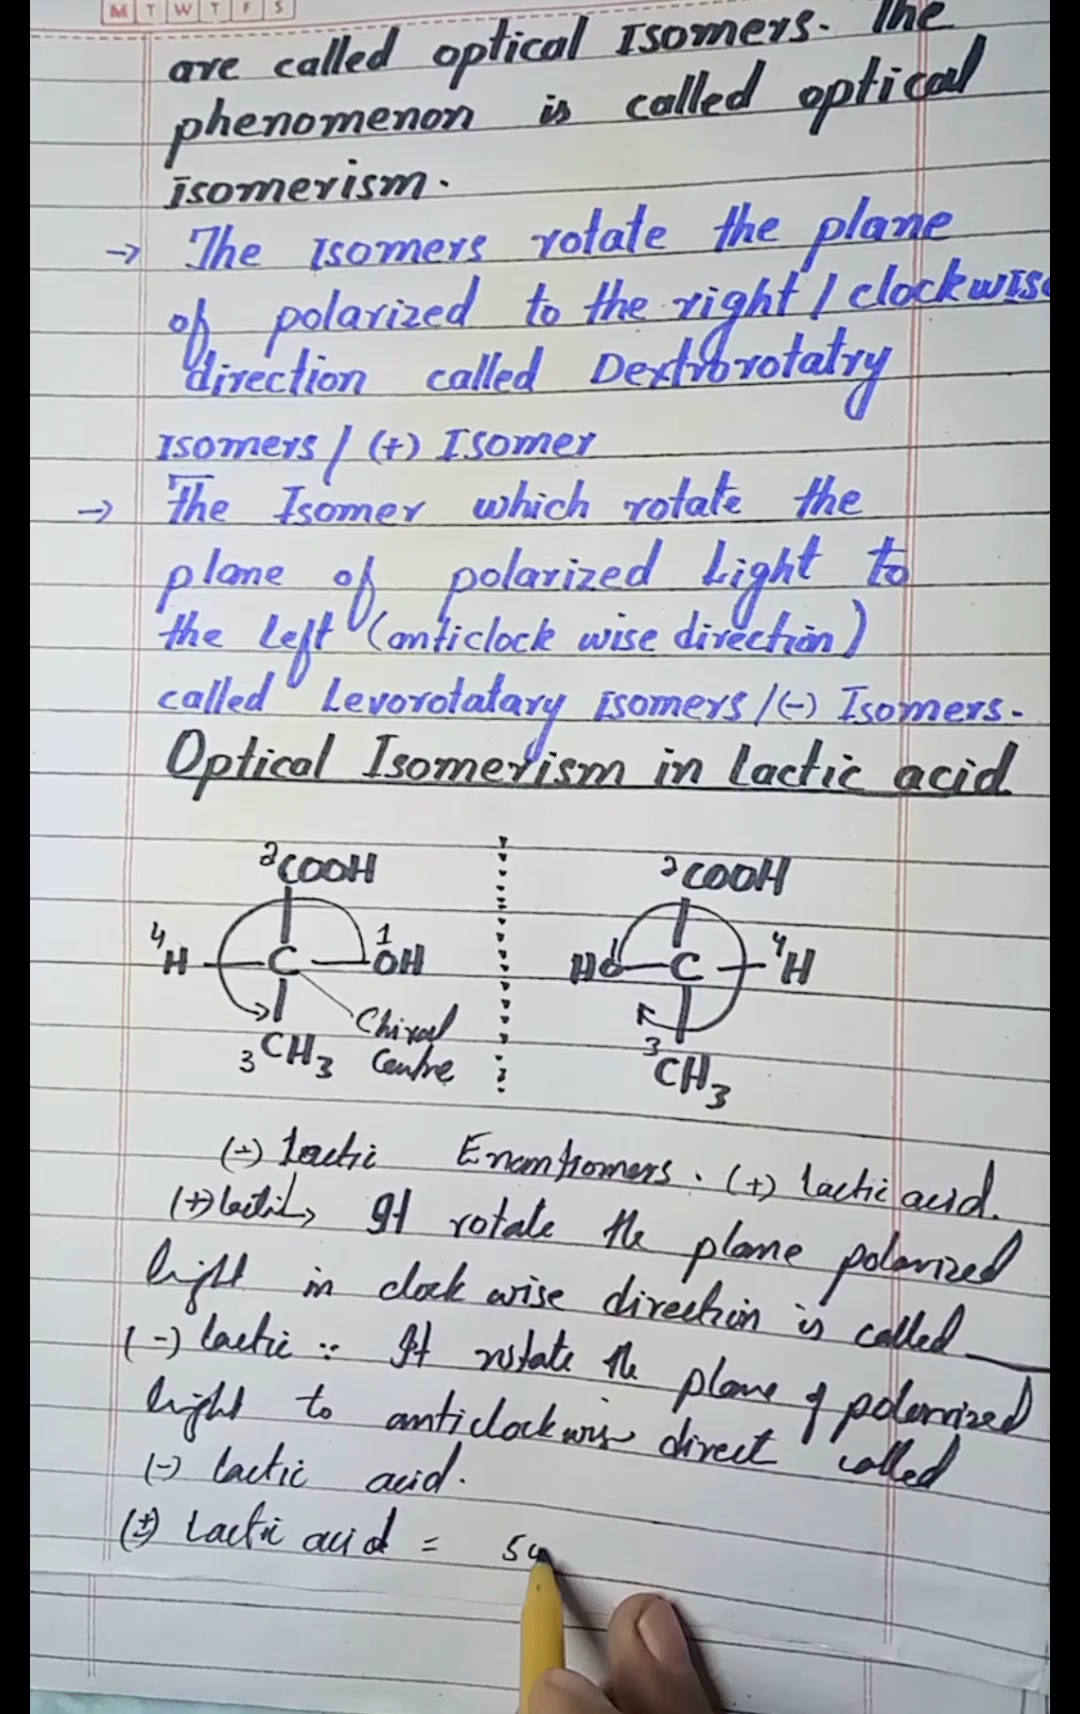 M T W T F S
are called optical Isomers. The
phenomenon is called optical
isomerism.
→ The Isomers rotate the plane
of polarized to the right / clockwise
direction called Dextrorotatry
Isomers / (+) Isomer
→ The Isomer which rotate the
plane of polarized Light to
the Left (anticlock wise direction)
called Levorotatary isomers /(-) Isomers.
Optical Isomerism in Lactic acid.
2COOH 2COOH
4H C 1OH HO C 4H
Chiral
3CH3 Centre 3CH3
Lactic Enantiomers. (+) Lactic acid.
(+) It rotate the plane polarized
light in clock wise direction is called
(-) Lactic :- It rotate the plane of polarized
light to anticlockwise direct called
(-) Lactic acid.
(±) Lactic acid =